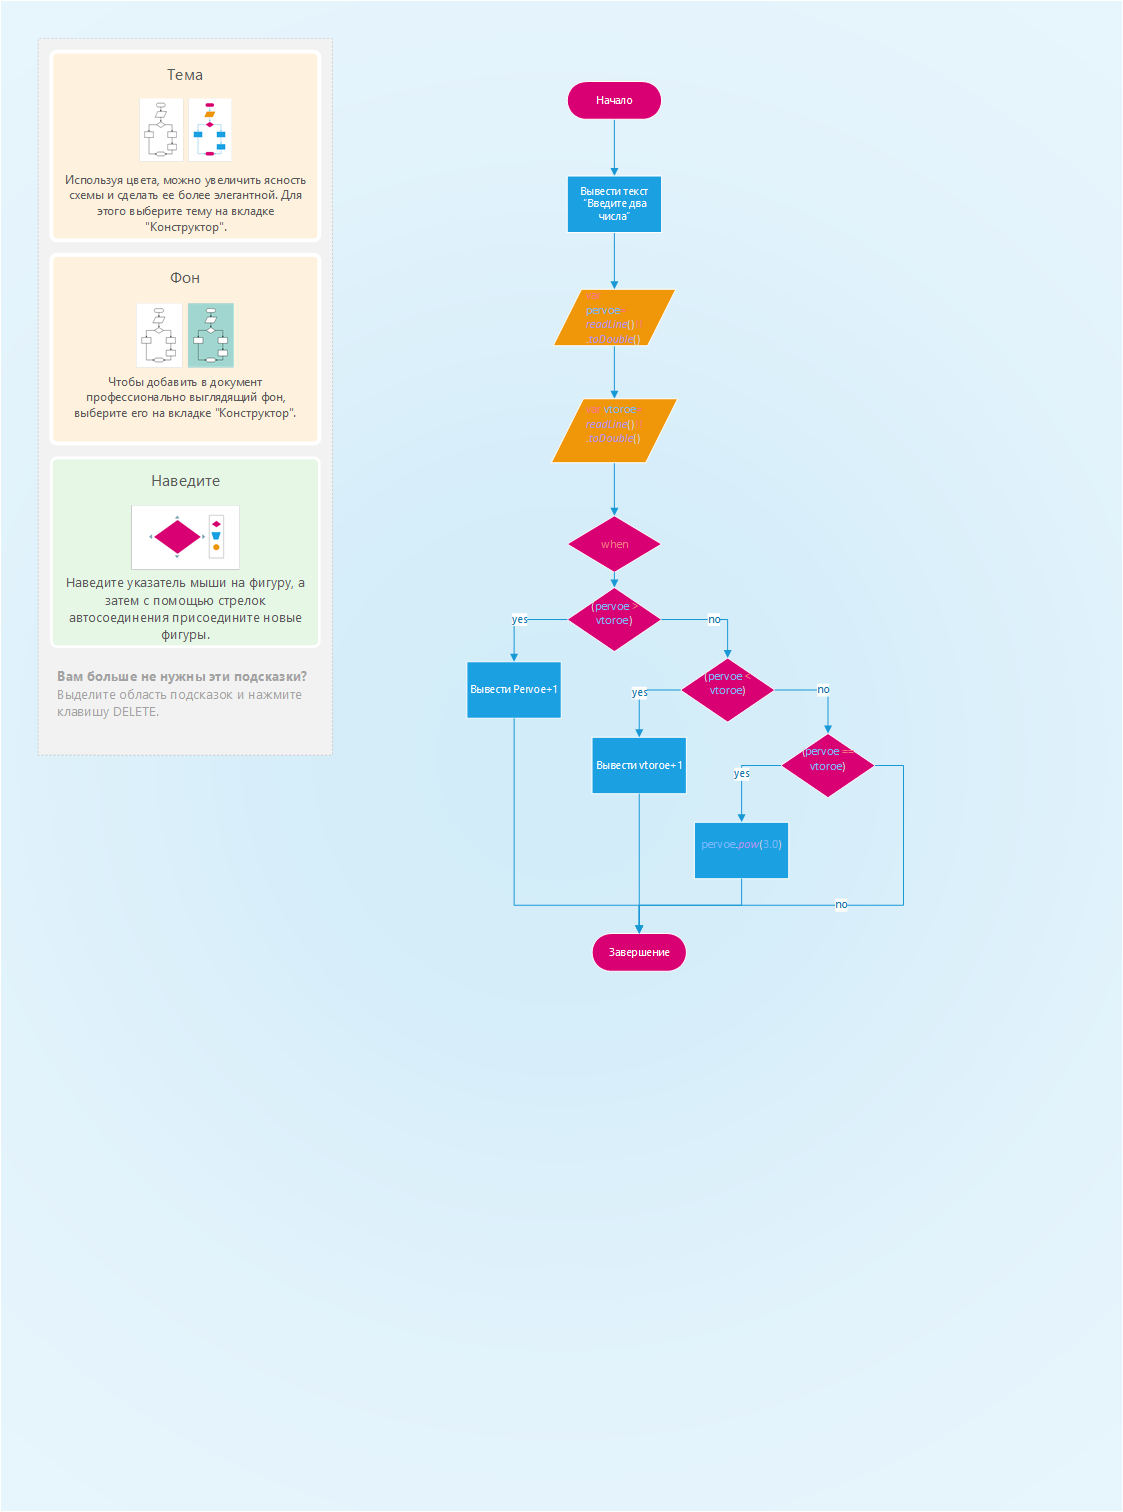 Тема
Используя цвета, можно увеличить ясность
схемы и сделать ее более элегантной. Для
этого выберите тему на вкладке
"Конструктор".
Фон
Чтобы добавить в документ
профессионально выглядящий фон,
выберите его на вкладке "Конструктор".
Наведите
Наведите указатель мыши на фигуру, а
затем с помощью стрелок
автосоединения присоедините новые
фигуры.
Вам больше не нужны эти подсказки?
Выделите область подсказок и нажмите
клавишу DELETE.
Начало
Вывести текст
"Введите два
числа"
pervoe
readLine()
.toDouble()
vtoroe=
readLine()
.toDouble()
when
(pervoe >
vtoroe)
yes
no
Вывести Pervoe+1
(pervoe <
vtoroe)
yes
no
Вывести vtoroe+1
(pervoe ==
vtoroe)
yes
pervoe.pow(3.0)
no
Завершение